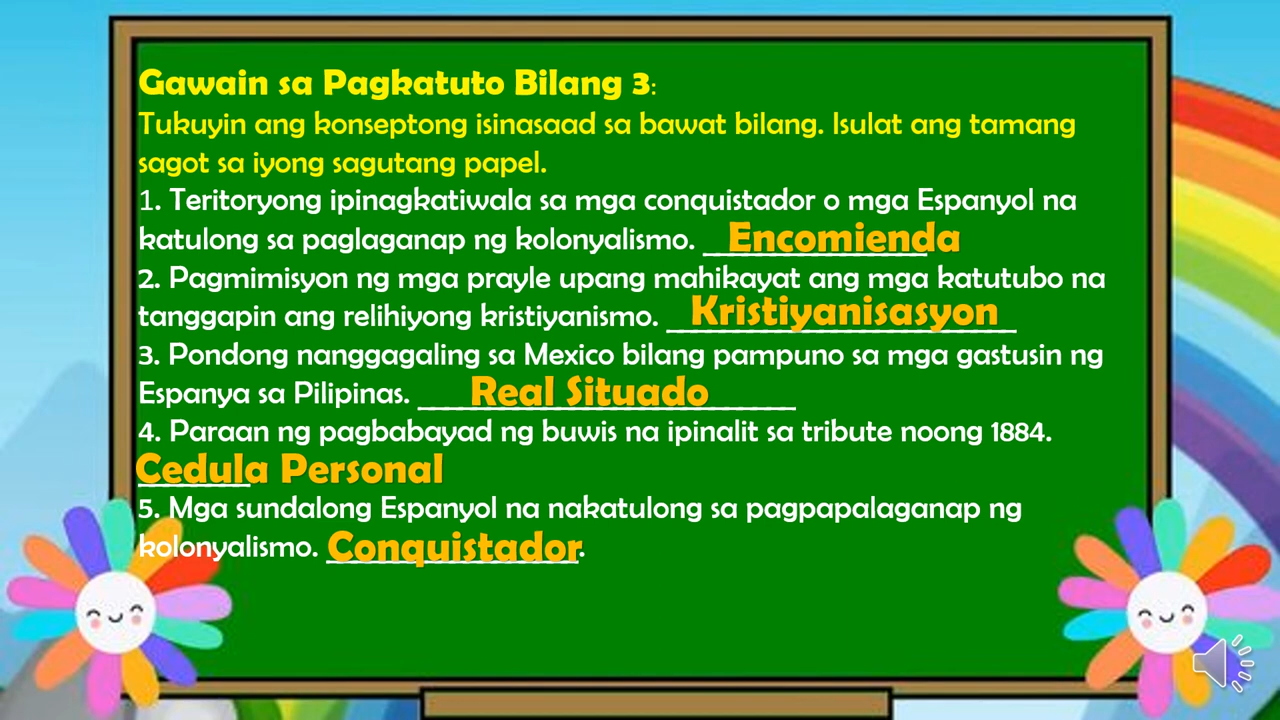 Gawain sa Pagkatuto Bilang 3:
Tukuyin ang konseptong isinasaad sa bawat bilang. Isulat ang tamang
sagot sa iyong sagutang papel.
1. Teritoryong ipinagkatiwala sa mga conquistador o mga Espanyol na
katulong sa paglaganap ng kolonyalismo. Encomienda
2. Pagmimisyon ng mga prayle upang mahikayat ang mga katutubo na
tanggapin ang relihiyong kristiyanismo. Kristiyanisasyon
3. Pondong nanggagaling sa Mexico bilang pampuno sa mga gastusin ng
Espanya sa Pilipinas. Real Situado
4. Paraan ng pagbabayad ng buwis na ipinalit sa tribute noong 1884.
Cedula Personal
5. Mga sundalong Espanyol na nakatulong sa pagpapalaganap ng
kolonyalismo. Conquistador.